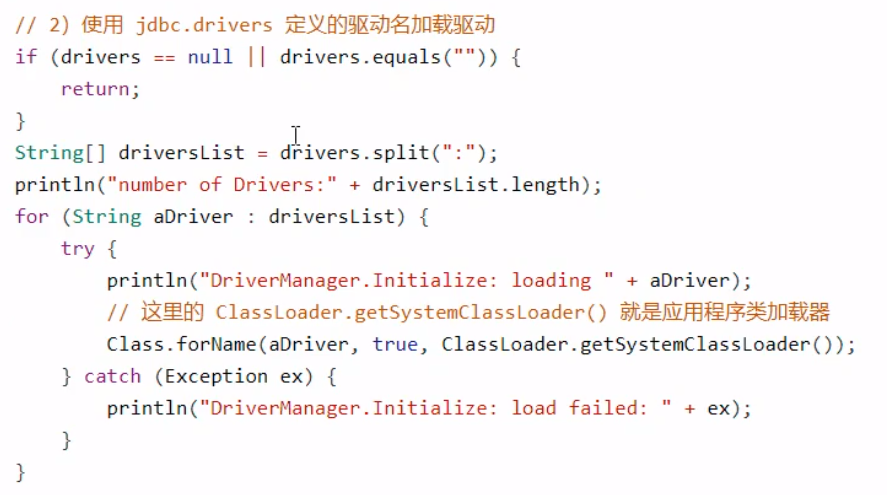 // 2）使用 jdbc.drivers 定义的驱动名加载驱动
if (drivers == null || drivers.equals("")) {
    return;
}
String[] driversList = drivers.split(":");
println("number of Drivers:" + driversList.length);
for (String aDriver : driversList) {
    try {
        println("DriverManager.Initialize: loading " + aDriver);
        // 这里的 ClassLoader.getSystemClassLoader() 就是应用程序类加载器
        Class.forName(aDriver, true, ClassLoader.getSystemClassLoader());
    } catch (Exception ex) {
        println("DriverManager.Initialize: load failed: " + ex);
    }
}